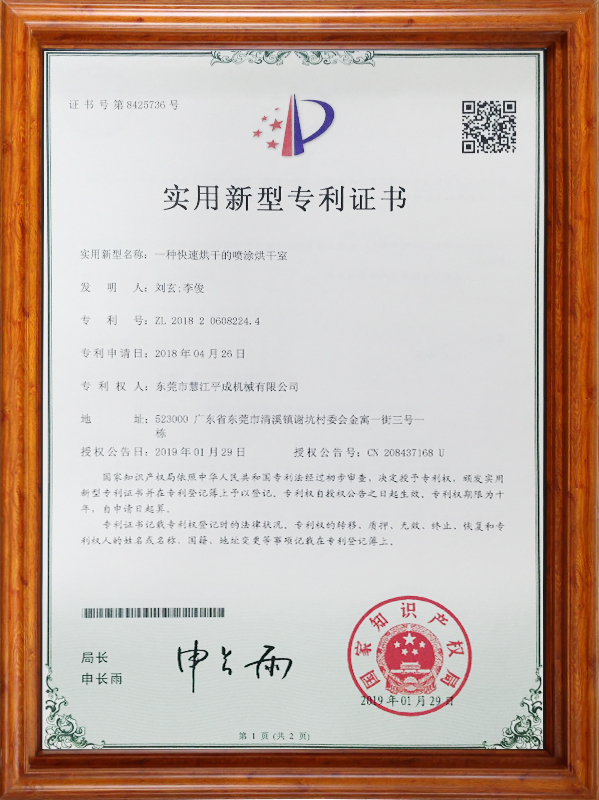 证书号第8425736号
实用新型专利证书
实用新型名称：一种快速烘干的喷涂烘干室
发明人：刘玄;李俊
专利号：ZL 2018 2 0608224.4
专利申请日：2018年04月26日
专利权人：东莞市慧江平成机械有限公司
地址：523000 广东省东莞市清溪镇谢坑村委会金寓一街三号一
栋
授权公告日：2019年01月29日 授权公告号：CN 208437168 U
国家知识产权局依照中华人民共和国专利法经过初步审查，决定授予专利权，颁发实用
新型专利证书并在专利登记簿上予以登记。专利权自授权公告之日起生效。专利权期限为十
年，自申请日起算。
专利证书记载专利权登记时的法律状况。专利权的转移、质押、无效、终止、恢复和专
利权人的姓名或名称、国籍、地址变更等事项记载在专利登记簿上。
局长
申长雨
申长雨
国家知识产权局
2019年01月29日
第 1 页 (共 2 页)